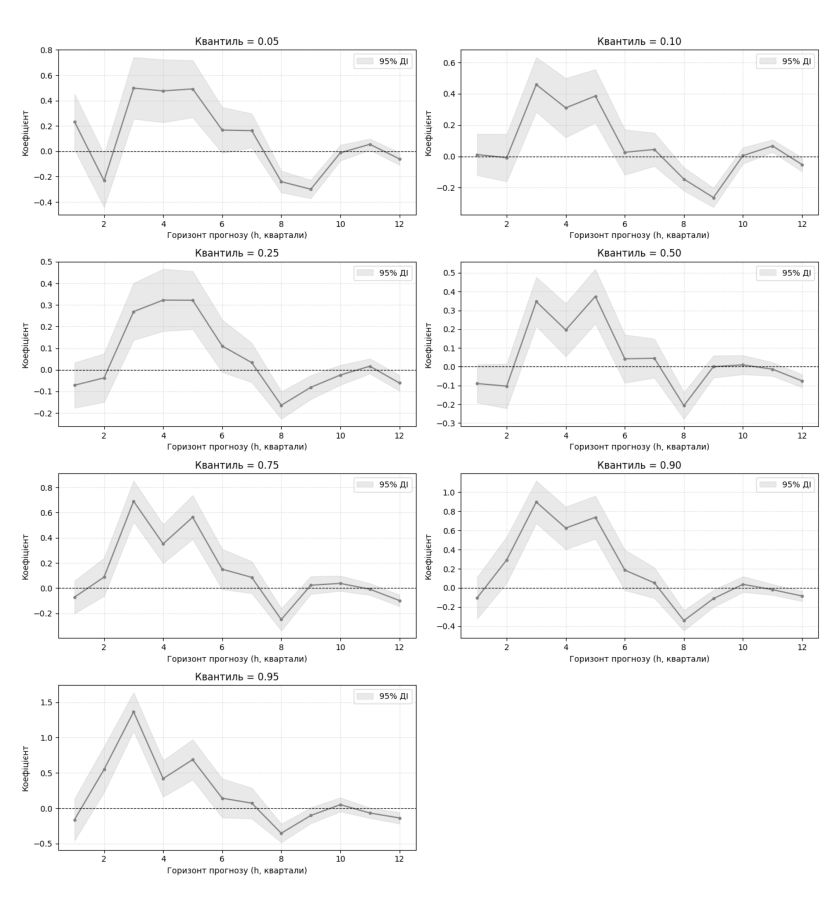 Квантиль = 0.05
0.8
0.6
0.4
0.2
0.0
−0.2
−0.4
Коефіцієнт
95% ДІ
2 4 6 8 10 12
Горизонт прогнозу (h, квартали)
Квантиль = 0.10
0.6
0.4
0.2
0.0
−0.2
Коефіцієнт
95% ДІ
2 4 6 8 10 12
Горизонт прогнозу (h, квартали)
Квантиль = 0.25
0.5
0.4
0.3
0.2
0.1
0.0
−0.1
−0.2
Коефіцієнт
95% ДІ
2 4 6 8 10 12
Горизонт прогнозу (h, квартали)
Квантиль = 0.50
0.5
0.4
0.3
0.2
0.1
0.0
−0.1
−0.2
−0.3
Коефіцієнт
95% ДІ
2 4 6 8 10 12
Горизонт прогнозу (h, квартали)
Квантиль = 0.75
0.8
0.6
0.4
0.2
0.0
−0.2
Коефіцієнт
95% ДІ
2 4 6 8 10 12
Горизонт прогнозу (h, квартали)
Квантиль = 0.90
1.0
0.8
0.6
0.4
0.2
0.0
−0.2
−0.4
Коефіцієнт
95% ДІ
2 4 6 8 10 12
Горизонт прогнозу (h, квартали)
Квантиль = 0.95
1.5
1.0
0.5
0.0
−0.5
Коефіцієнт
95% ДІ
2 4 6 8 10 12
Горизонт прогнозу (h, квартали)